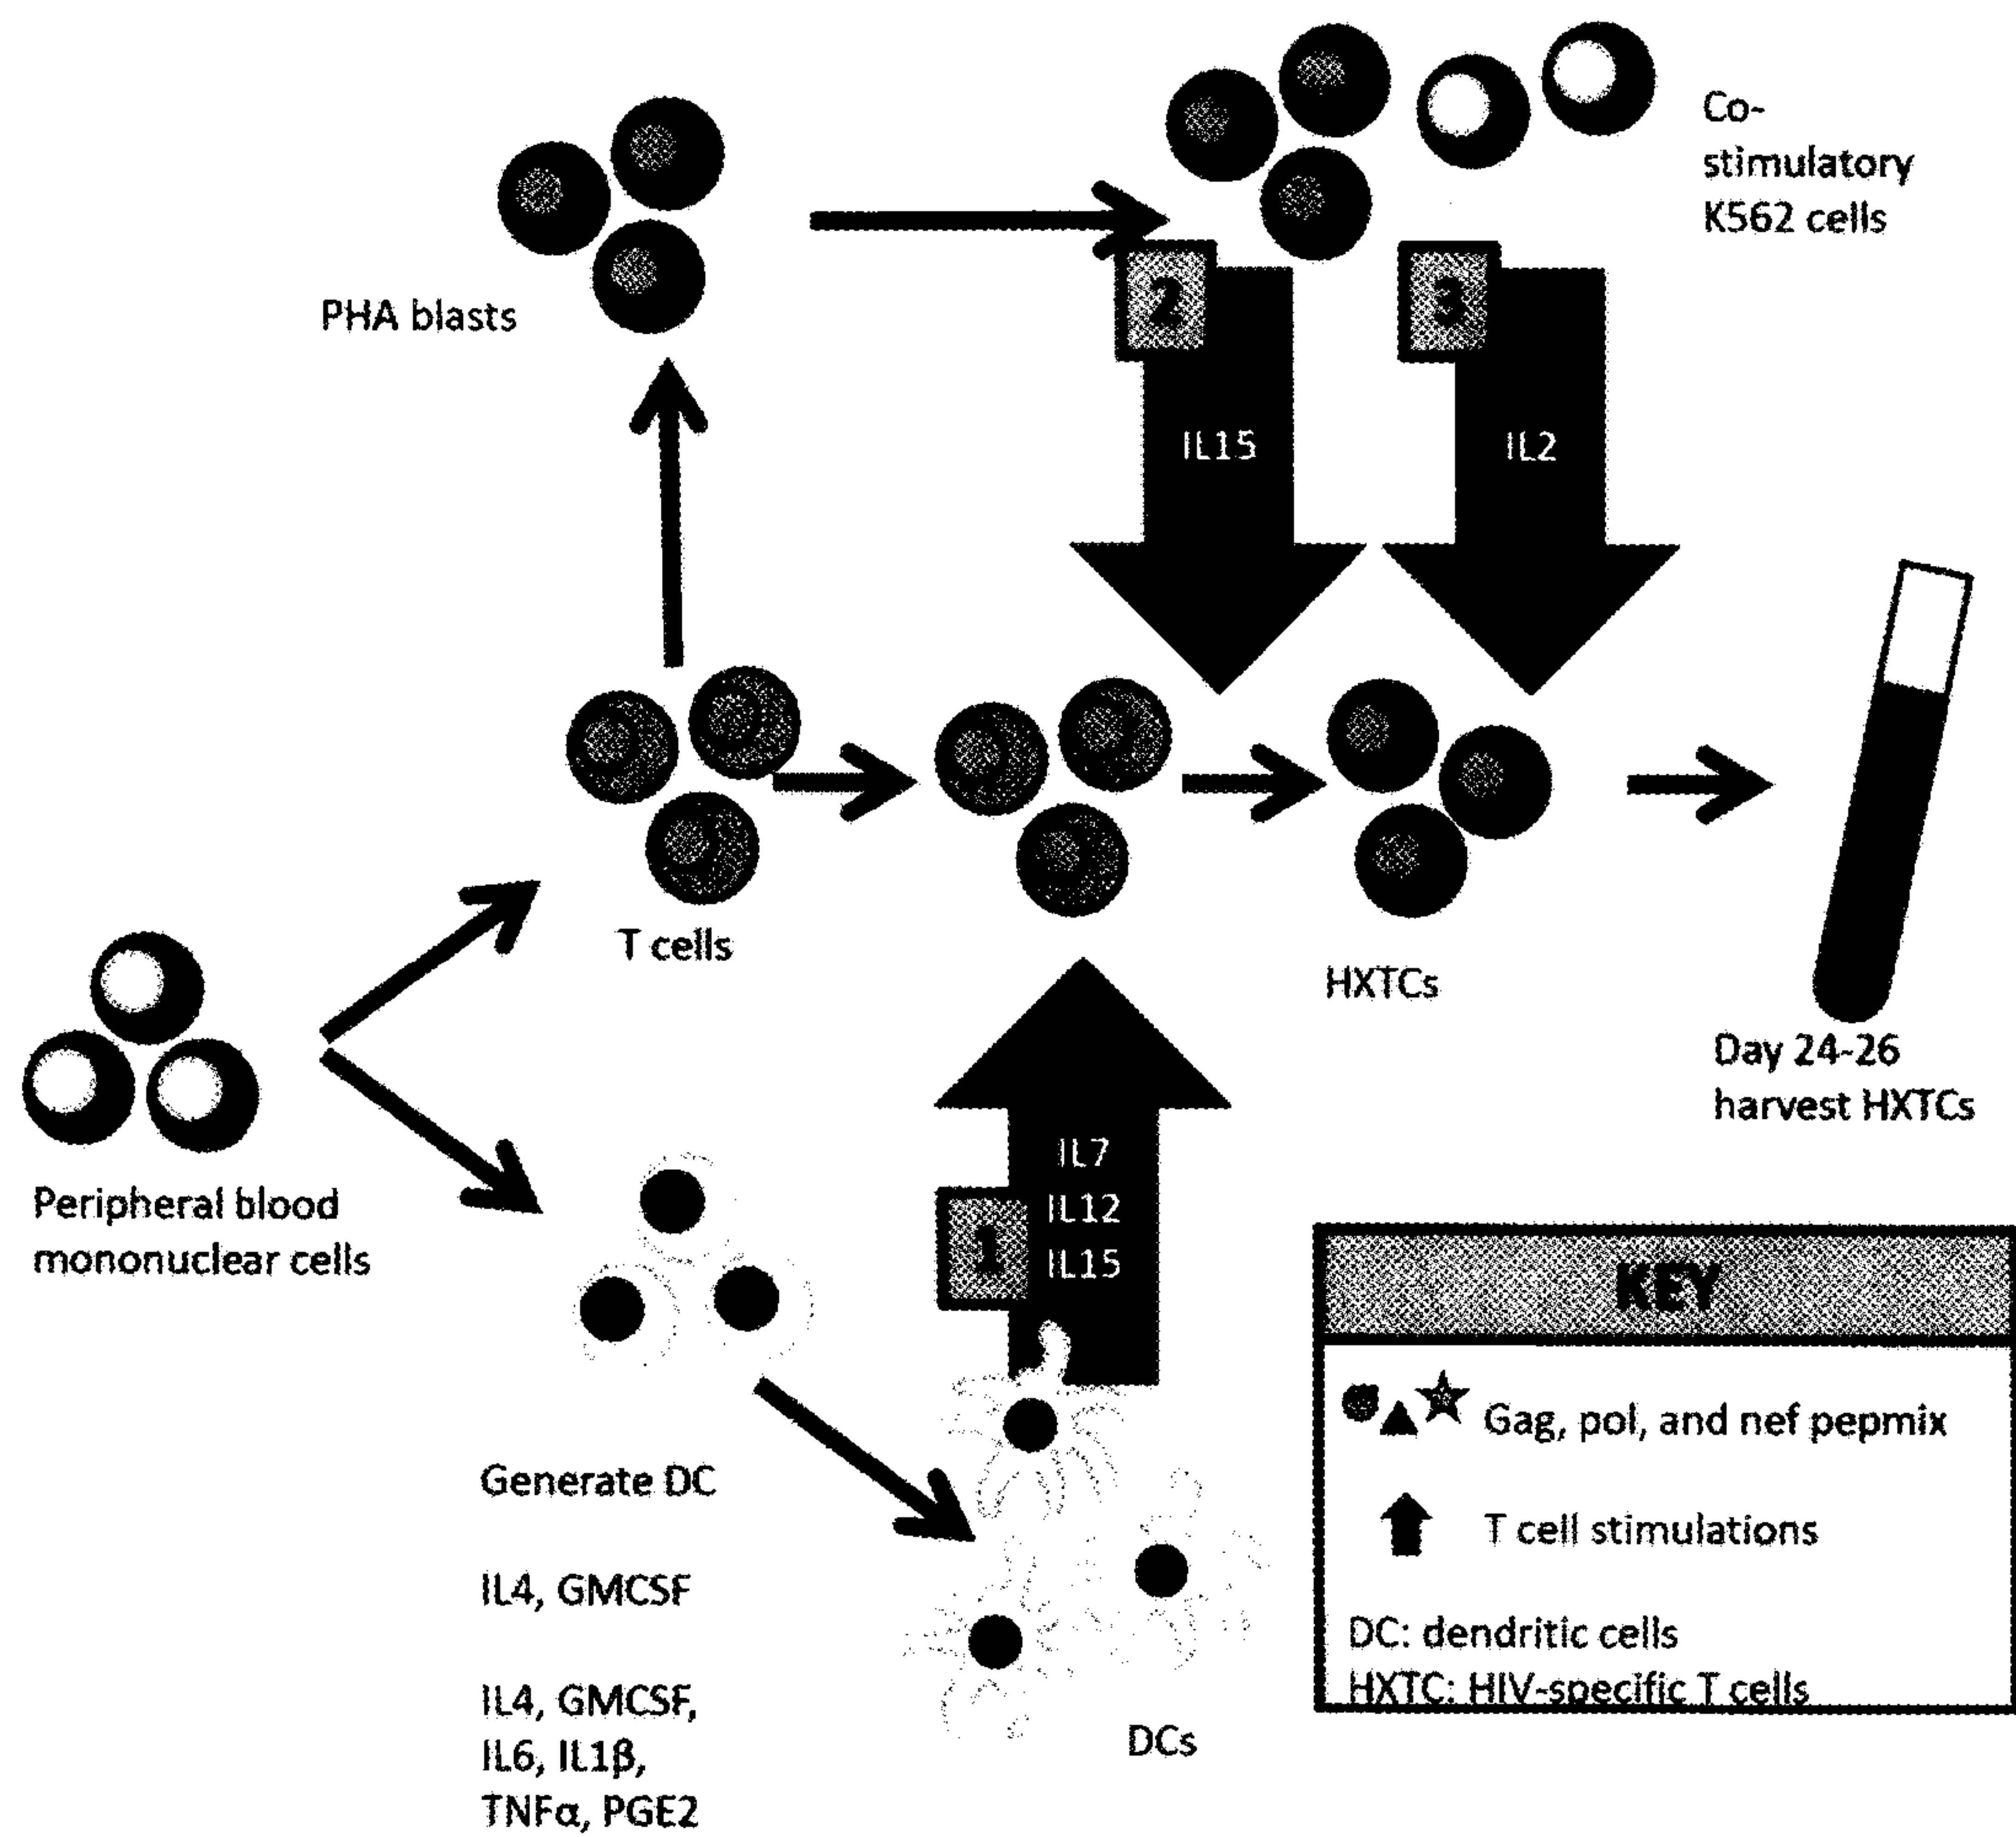 Co-
stimulatory
K562 cells
PHA blasts
2
3
IL15
IL2
T cells
HXTCs
Day 24-26
harvest HXTCs
Peripheral blood
mononuclear cells
1
IL7
IL12
IL15
KEY
Gag, pol, and nef pepmix
T cell stimulations
DC: dendritic cells
HXTC: HIV-specific T cells
Generate DC
IL4, GMCSF
IL4, GMCSF,
IL6, IL1β,
TNFα, PGE2
DCs